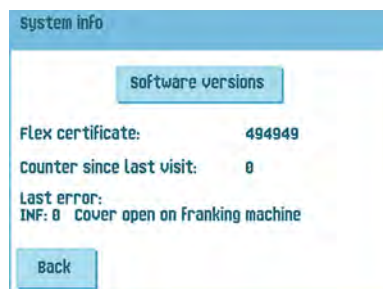 System info
Software versions
Flex certificate: 494949
Counter since last visit: 0
Last error:
INF: 0 Cover open on Franking machine
Back